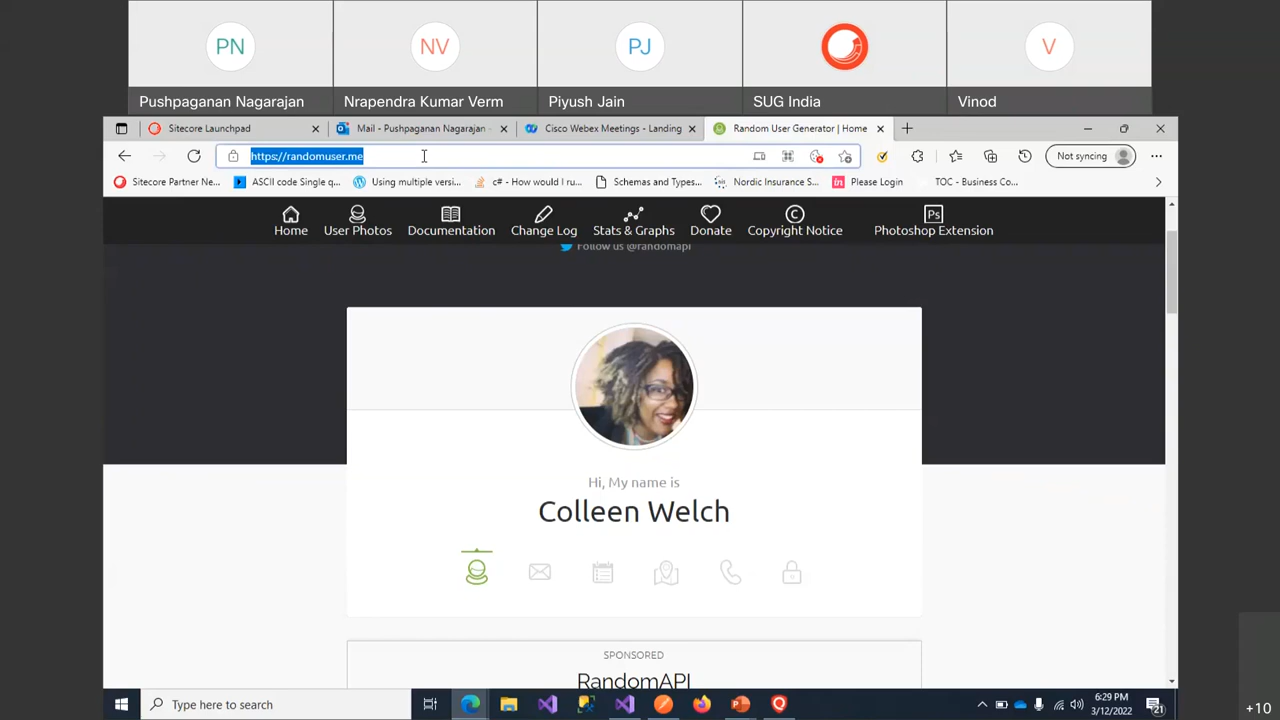 PN
NV
PJ
V
Pushpaganan Nagarajan
Nrapendra Kumar Verm
Piyush Jain
SUG India
Vinod
Sitecore Launchpad
Mail - Pushpaganan Nagarajan -
Cisco Webex Meetings - Landing
Random User Generator | Home
https://randomuser.me
Not syncing
Sitecore Partner Ne...
ASCII code Single q...
Using multiple versi...
c# - How would I ru...
Schemas and Types...
Nordic Insurance S...
in
Please Login
TOC - Business Co...
Home
User Photos
Documentation
Change Log
Stats & Graphs
Donate
C
Copyright Notice
Ps
Photoshop Extension
Follow us @randomapi
Hi, My name is
Colleen Welch
SPONSORED
RandomAPI
Type here to search
6:29 PM
3/12/2022
21
+10